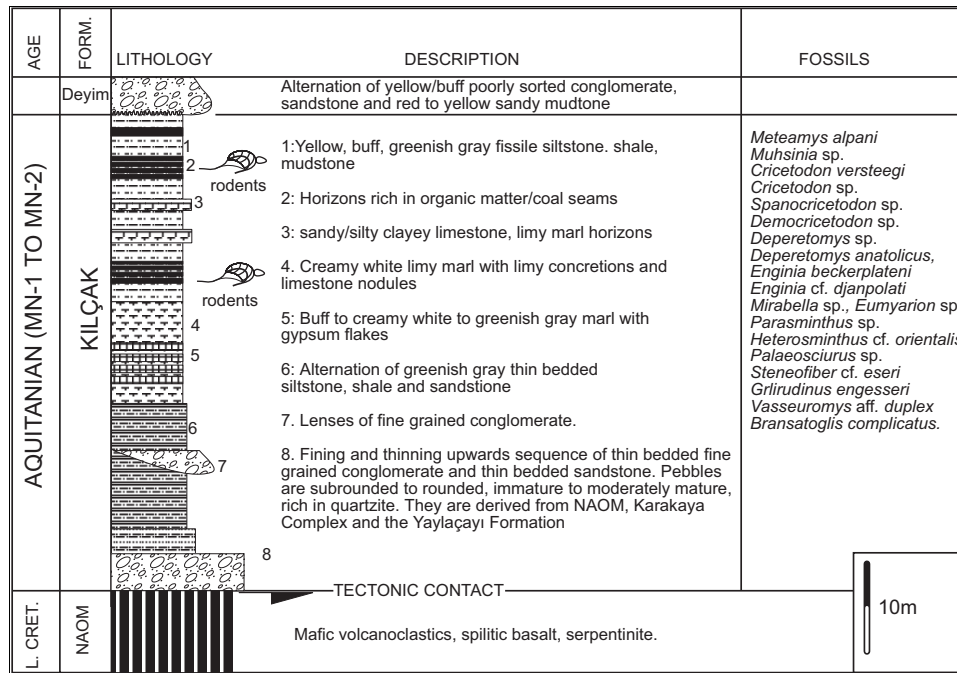 AGE
FORM.
LITHOLOGY
DESCRIPTION
FOSSILS
Deyim
Alternation of yellow/buff poorly sorted conglomerate,
sandstone and red to yellow sandy mudtone
AQUITANIAN (MN-1 TO MN-2)
KILÇAK
1
2
rodents
3
rodents
4
5
6
7
8
1:Yellow, buff, greenish gray fissile siltstone. shale,
mudstone
2: Horizons rich in organic matter/coal seams
3: sandy/silty clayey limestone, limy marl horizons
4. Creamy white limy marl with limy concretions and
limestone nodules
5: Buff to creamy white to greenish gray marl with
gypsum flakes
6: Alternation of greenish gray thin bedded
siltstone, shale and sandstione
7. Lenses of fine grained conglomerate.
8. Fining and thinning upwards sequence of thin bedded fine
grained conglomerate and thin bedded sandstone. Pebbles
are subrounded to rounded, immature to moderately mature,
rich in quartzite. They are derived from NAOM, Karakaya
Complex and the Yaylaçayı Formation
Meteamys alpani
Muhsinia sp.
Cricetodon versteegi
Cricetodon sp.
Spanocricetodon sp.
Democricetodon sp.
Deperetomys sp.
Deperetomys anatolicus,
Enginia beckerplateni
Enginia cf. djanpolati
Mirabella sp., Eumyarion sp
Parasminthus sp.
Heterosminthus cf. orientalis
Palaeosciurus sp.
Steneofiber cf. eseri
Grlirudinus engesseri
Vasseuromys aff. duplex
Bransatoglis complicatus.
TECTONIC CONTACT
L. CRET.
NAOM
Mafic volcanoclastics, spilitic basalt, serpentinite.
10m